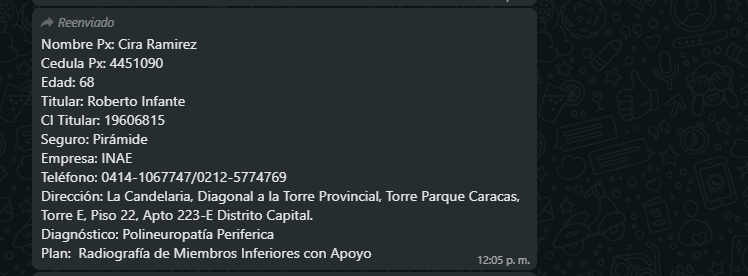 Reenviado
Nombre Px: Cira Ramirez
Cedula Px: 4451090
Edad: 68
Titular: Roberto Infante
CI Titular: 19606815
Seguro: Pirámide
Empresa: INAE
Teléfono: 0414-1067747/0212-5774769
Dirección: La Candelaria, Diagonal a la Torre Provincial, Torre Parque Caracas,
Torre E, Piso 22, Apto 223-E Distrito Capital.
Diagnóstico: Polineuropatía Periferica
Plan:  Radiografía de Miembros Inferiores con Apoyo
12:05 p. m.